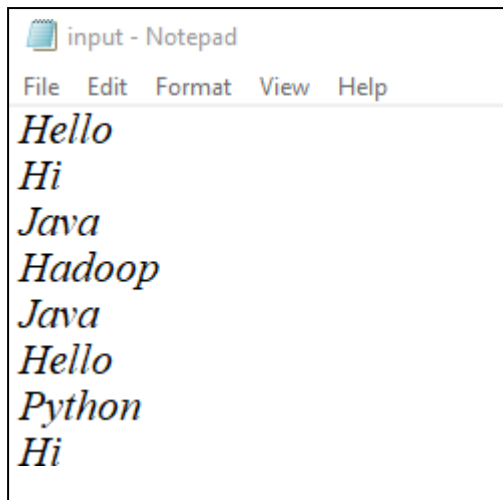 input - Notepad
File Edit Format View Help
Hello
Hi
Java
Hadoop
Java
Hello
Python
Hi